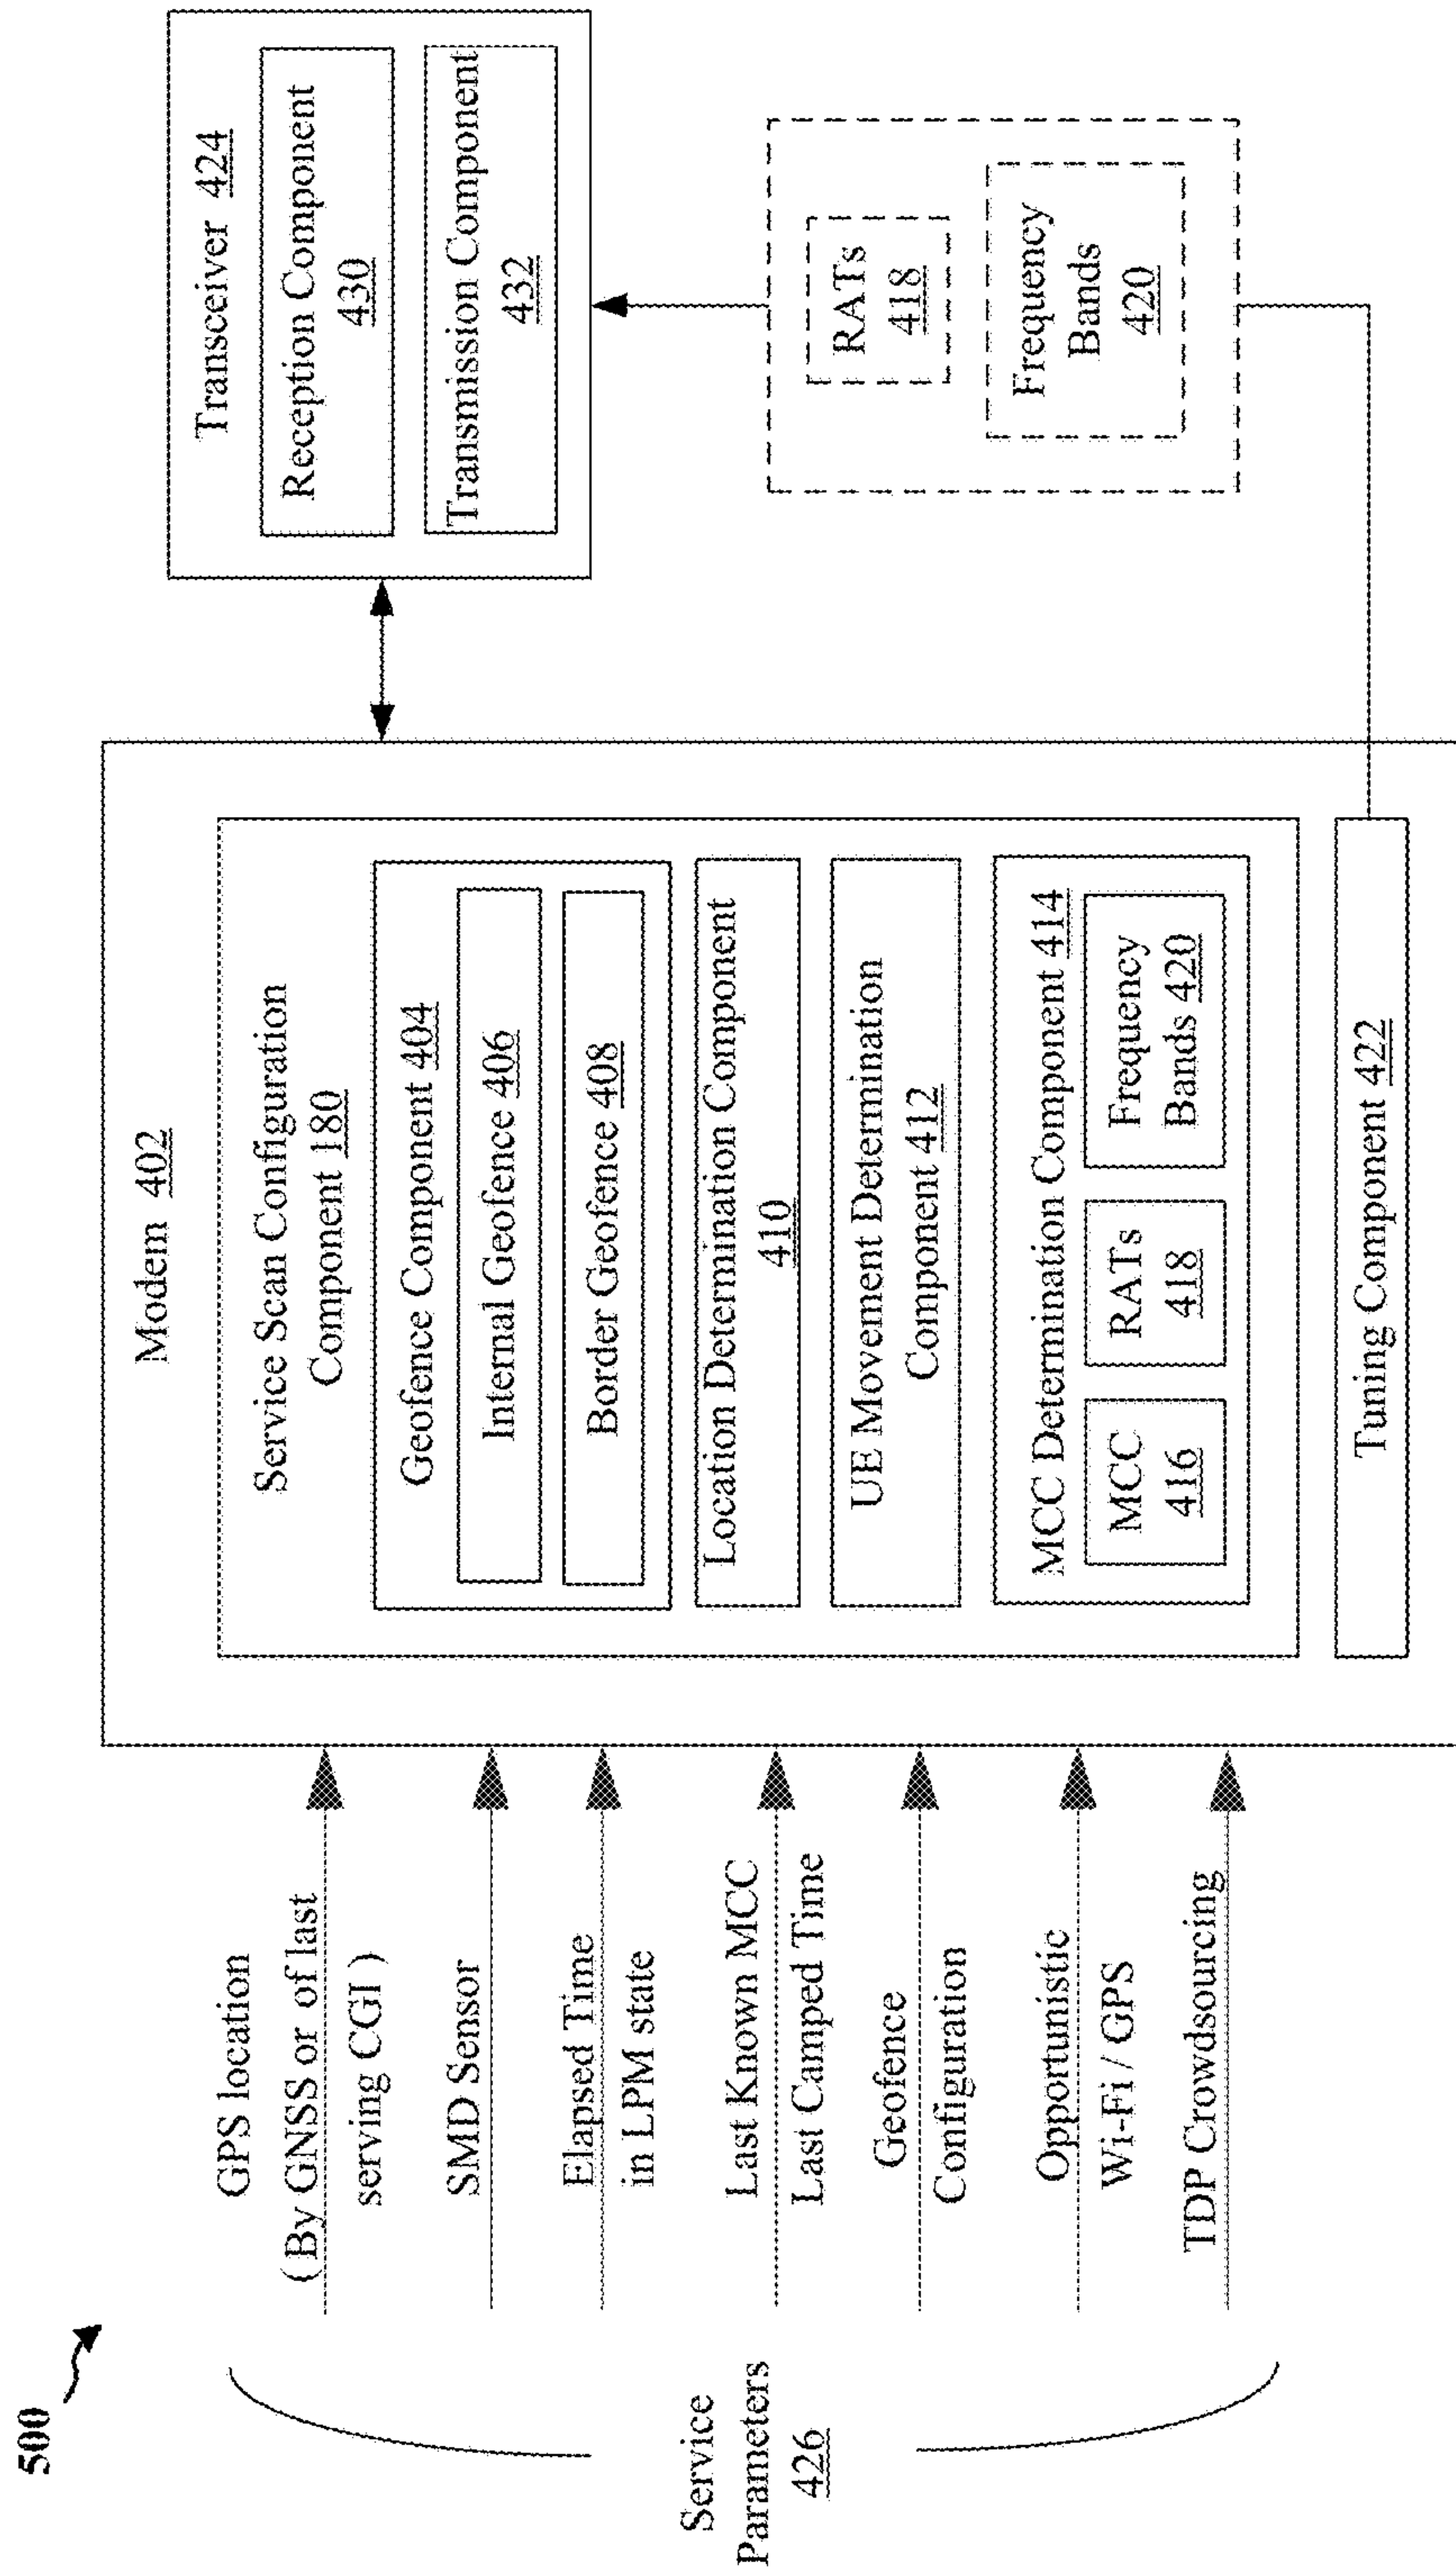 500
Service
Parameters
426
GPS location
( By GNSS or of last
serving CGI )
SMD Sensor
Elapsed Time
in LPM state
Last Known MCC
Last Camped Time
Geofence
Configuration
Opportunistic
Wi-Fi / GPS
TDP Crowdsourcing
Modem 402
Service Scan Configuration
Component 180
Geofence Component 404
Internal Geofence 406
Border Geofence 408
Location Determination Component
410
UE Movement Determination
Component 412
MCC Determination Component 414
MCC
416
RATs
418
Frequency
Bands 420
Tuning Component 422
Transceiver 424
Reception Component
430
Transmission Component
432
RATs
418
Frequency
Bands
420